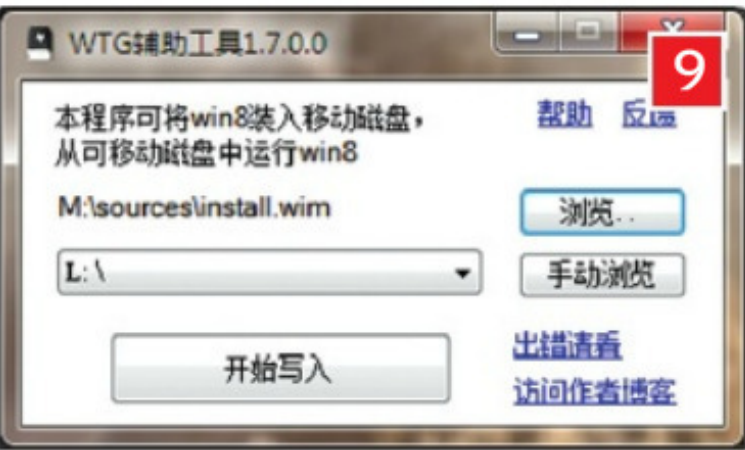 WTG辅助工具1.7.0.0
9
本程序可将win8装入移动磁盘，
从可移动磁盘中运行win8
帮助 反馈
M:\sources\install.wim
浏览..
L:\
手动浏览
开始写入
出错请看
访问作者博客